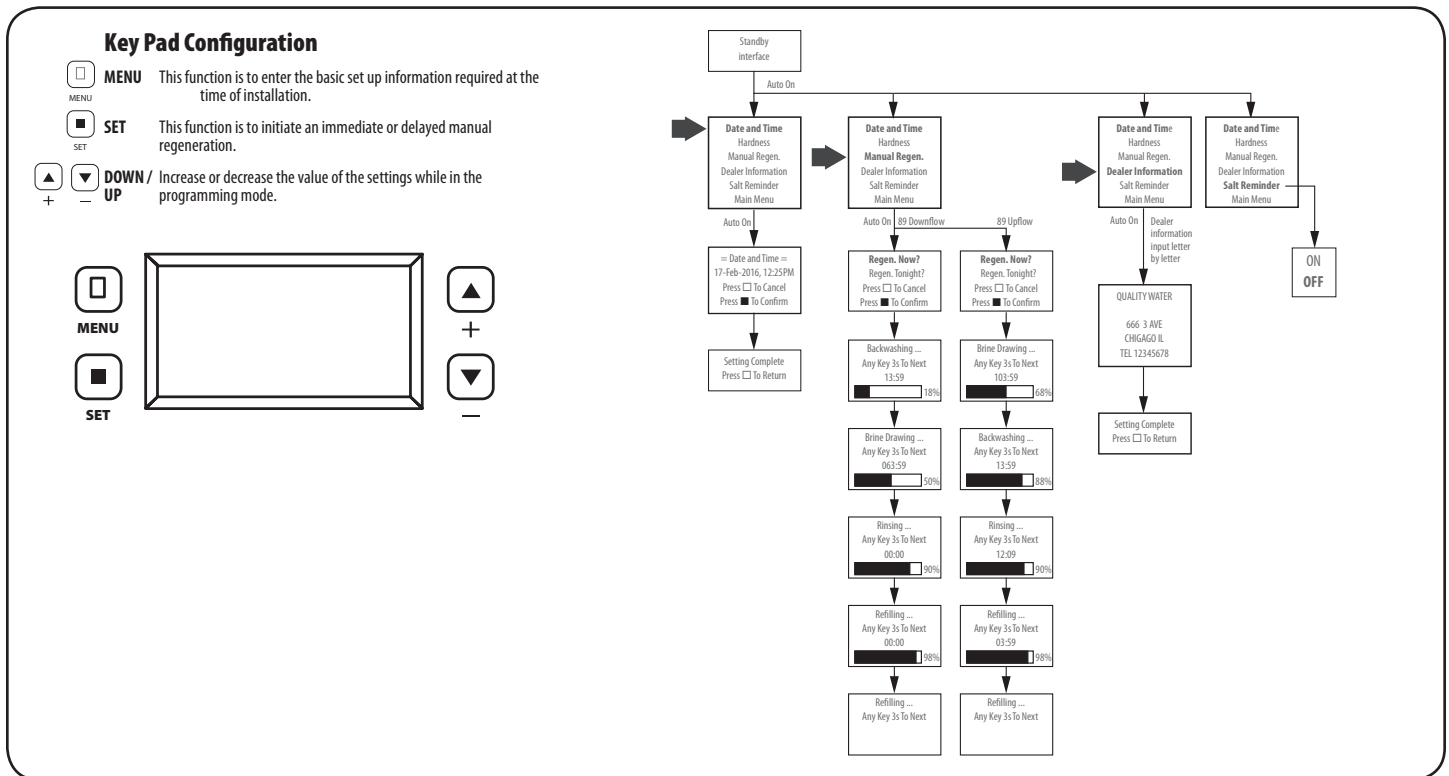 Key Pad Configuration
MENU
MENU This function is to enter the basic set up information required at the
time of installation.
SET
SET This function is to initiate an immediate or delayed manual
regeneration.
+ –
DOWN / UP Increase or decrease the value of the settings while in the
programming mode.
MENU
SET
+
–
Standby
interface
Auto On
Date and Time
Hardness
Manual Regen.
Dealer Information
Salt Reminder
Main Menu
Auto On
= Date and Time =
17-Feb-2016, 12:25PM
Press □ To Cancel
Press ■ To Confirm
Setting Complete
Press □ To Return
Date and Time
Hardness
Manual Regen.
Dealer Information
Salt Reminder
Main Menu
Auto On 89 Downflow
89 Upflow
Regen. Now?
Regen. Tonight?
Press □ To Cancel
Press ■ To Confirm
Backwashing ...
Any Key 3s To Next
13:59
18%
Brine Drawing ...
Any Key 3s To Next
063:59
50%
Rinsing ...
Any Key 3s To Next
00:00
90%
Refilling ...
Any Key 3s To Next
00:00
98%
Refilling ...
Any Key 3s To Next
Regen. Now?
Regen. Tonight?
Press □ To Cancel
Press ■ To Confirm
Brine Drawing ...
Any Key 3s To Next
103:59
68%
Backwashing ...
Any Key 3s To Next
13:59
88%
Rinsing ...
Any Key 3s To Next
12:09
90%
Refilling ...
Any Key 3s To Next
03:59
98%
Refilling ...
Any Key 3s To Next
Date and Time
Hardness
Manual Regen.
Dealer Information
Salt Reminder
Main Menu
Auto On
Dealer
information
input letter
by letter
QUALITY WATER
666 3 AVE
CHIGAGO IL
TEL 12345678
Setting Complete
Press □ To Return
Date and Time
Hardness
Manual Regen.
Dealer Information
Salt Reminder
Main Menu
ON
OFF